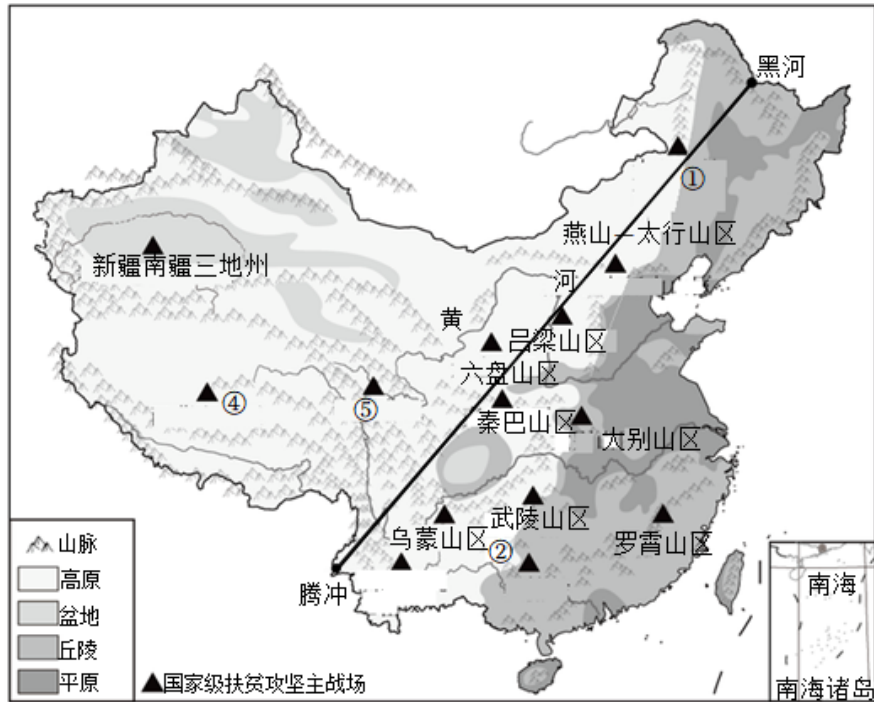 黑河
①
燕山—太行山区
新疆南疆三地州
河
黄
吕梁山区
六盘山区
④
⑤
秦巴山区
大别山区
武陵山区
乌蒙山区
②
罗霄山区
腾冲
山脉
高原
盆地
丘陵
平原
国家级扶贫攻坚主战场
南海
南海诸岛